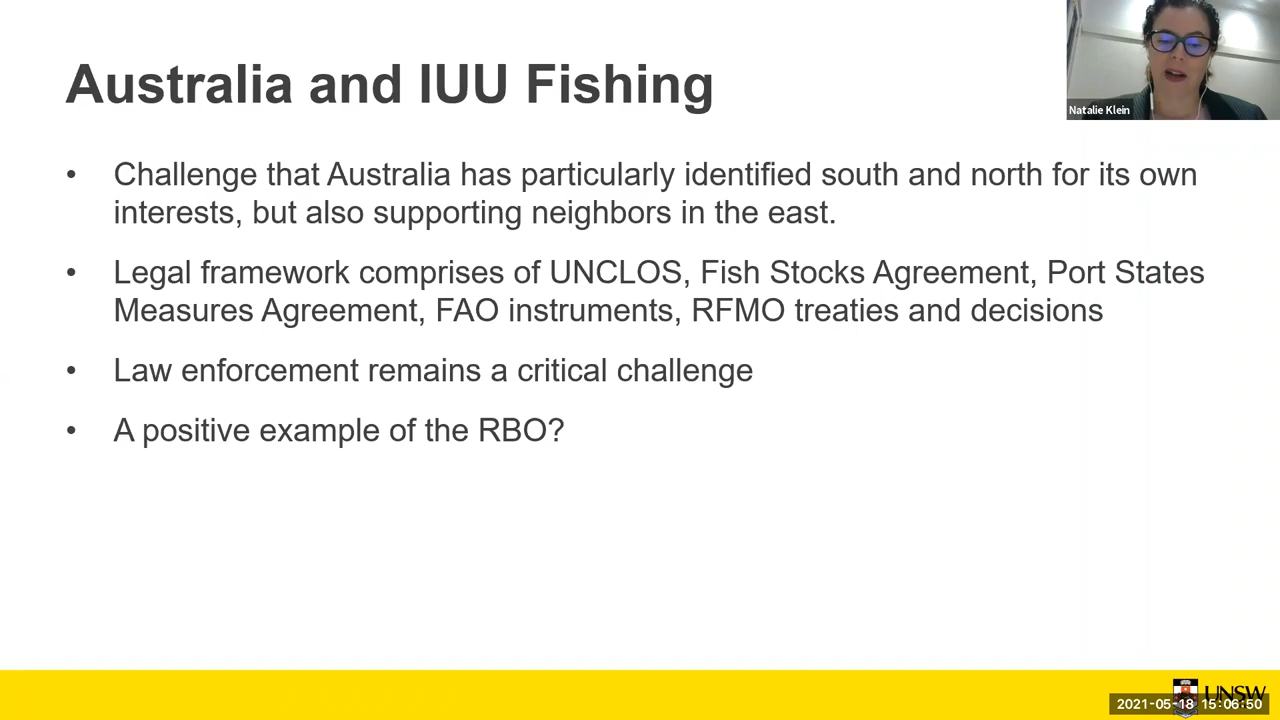 Australia and IUU Fishing
Natalie Klein
• Challenge that Australia has particularly identified south and north for its own
interests, but also supporting neighbors in the east.
• Legal framework comprises of UNCLOS, Fish Stocks Agreement, Port States
Measures Agreement, FAO instruments, RFMO treaties and decisions
• Law enforcement remains a critical challenge
• A positive example of the RBO?
UNSW
2021-05-18 15:06:50